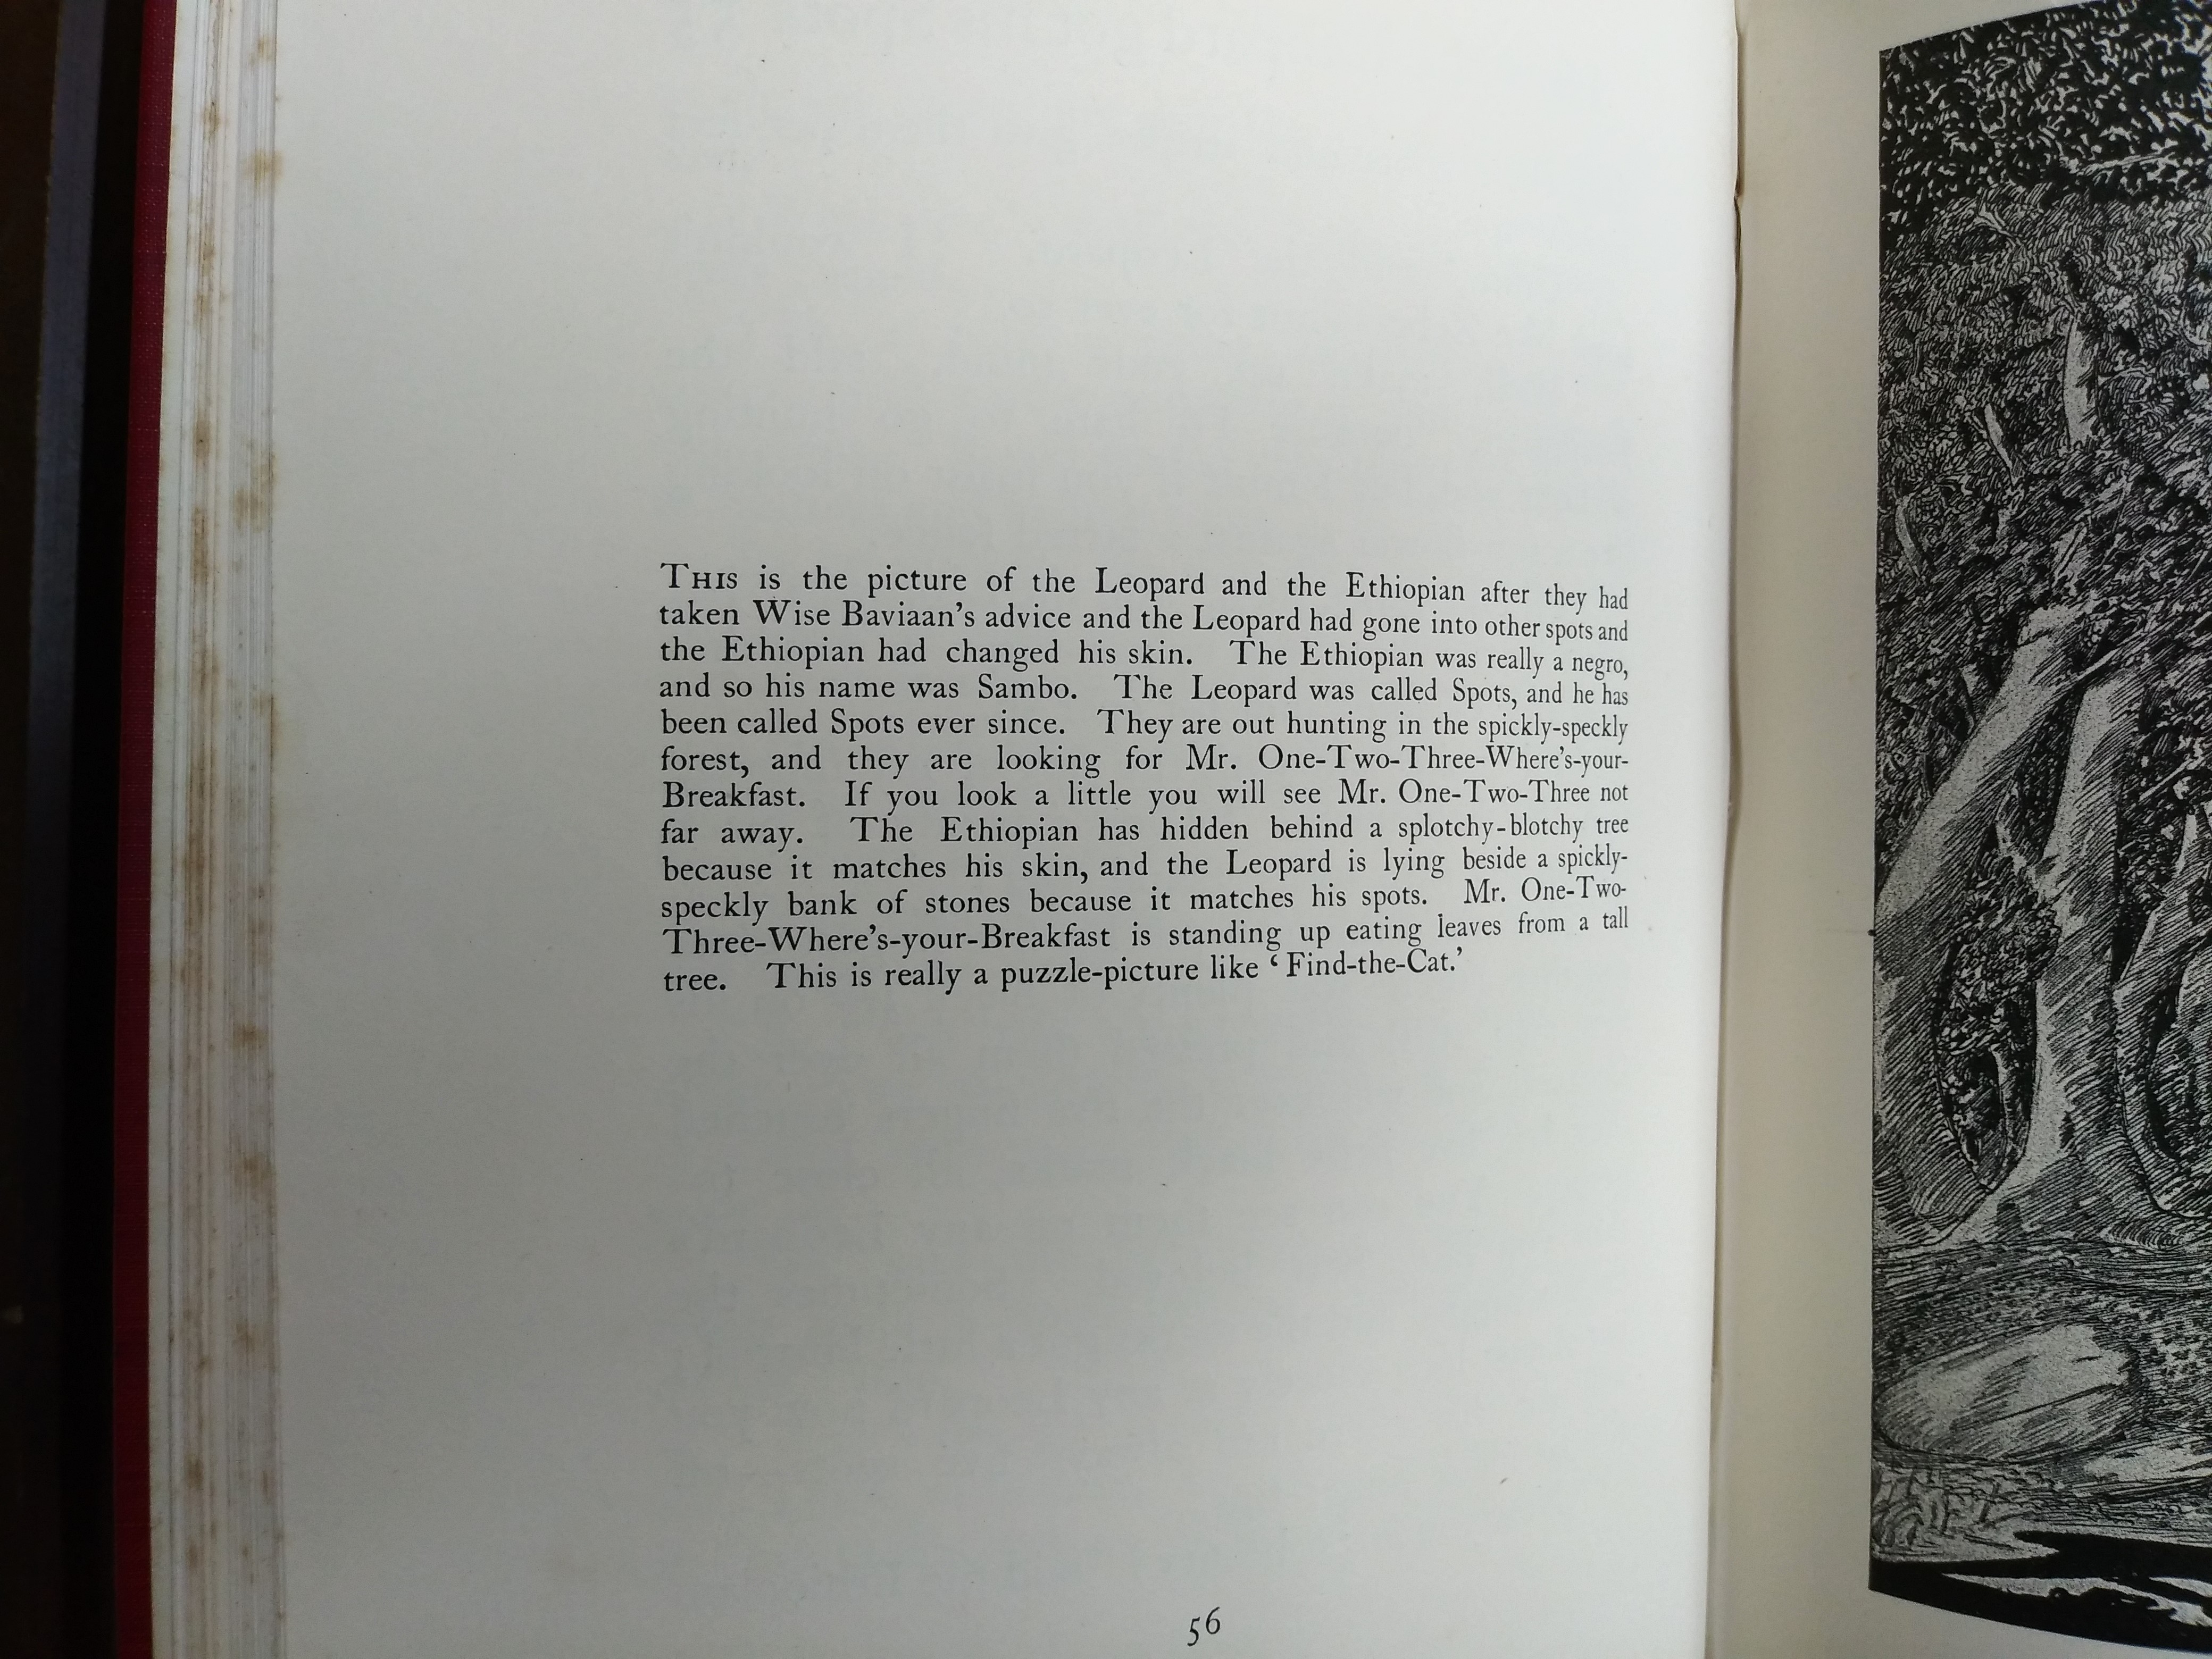 This is the picture of the Leopard and the Ethiopian after they had
taken Wise Baviaan’s advice and the Leopard had gone into other spots and
the Ethiopian had changed his skin. The Ethiopian was really a negro,
and so his name was Sambo. The Leopard was called Spots, and he has
been called Spots ever since. They are out hunting in the spickly-speckly
forest, and they are looking for Mr. One-Two-Three-Where’s-your-
Breakfast. If you look a little you will see Mr. One-Two-Three not
far away. The Ethiopian has hidden behind a splotchy-blotchy tree
because it matches his skin, and the Leopard is lying beside a spickly-
speckly bank of stones because it matches his spots. Mr. One-Two-
Three-Where’s-your-Breakfast is standing up eating leaves from a tall
tree. This is really a puzzle-picture like ‘Find-the-Cat.’
56